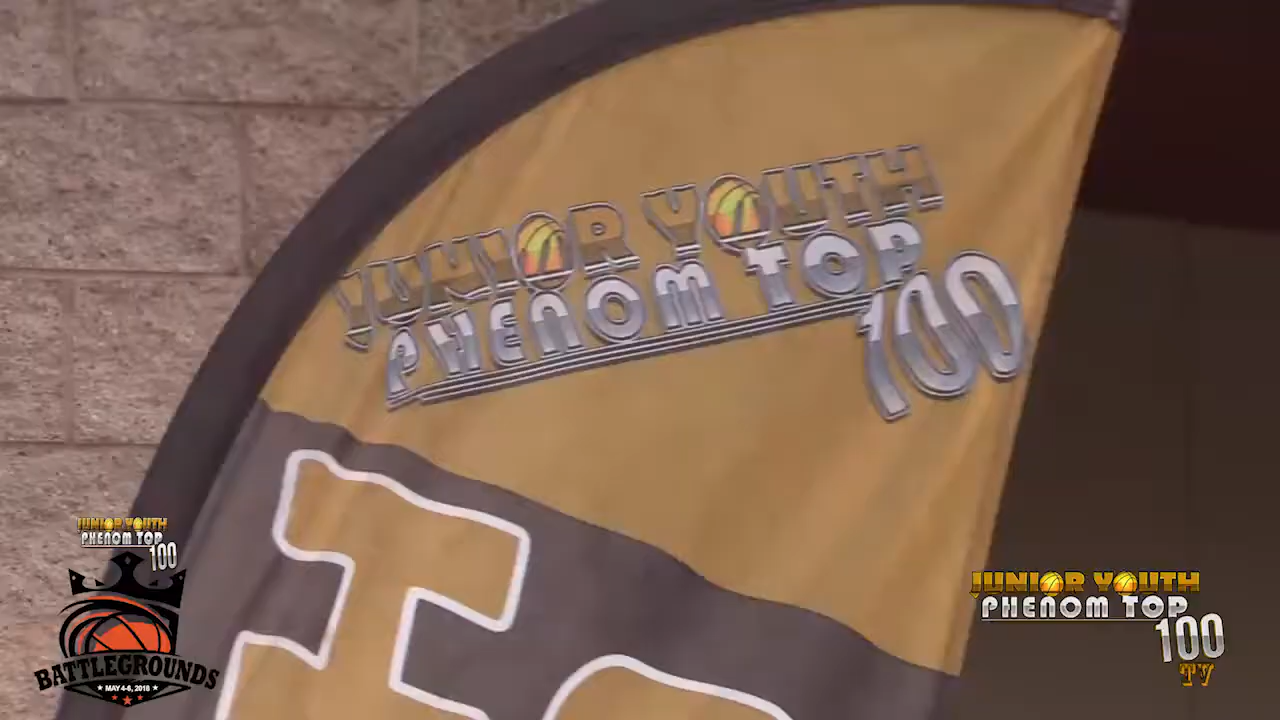 JUNIOR YOUTH
PHENOM TOP
100
JUNIOR YOUTH
PHENOM TOP
100
BATTLEGROUNDS
MAY 4-6, 2018
JUNIOR YOUTH
PHENOM TOP
100
TV